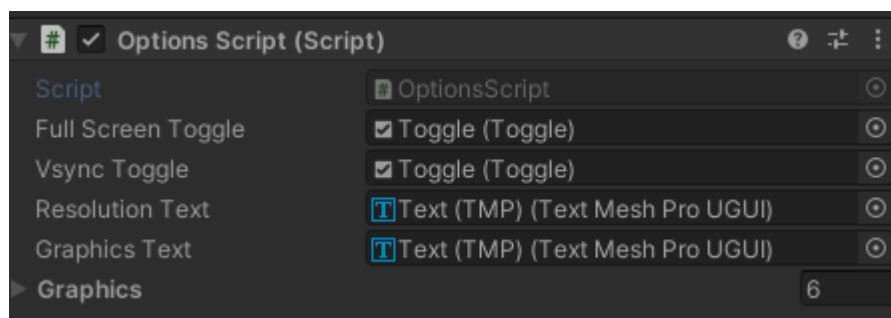 # Options Script (Script)
Script # OptionsScript
Full Screen Toggle Toggle (Toggle)
Vsync Toggle Toggle (Toggle)
Resolution Text T Text (TMP) (Text Mesh Pro UGUI)
Graphics Text T Text (TMP) (Text Mesh Pro UGUI)
Graphics 6